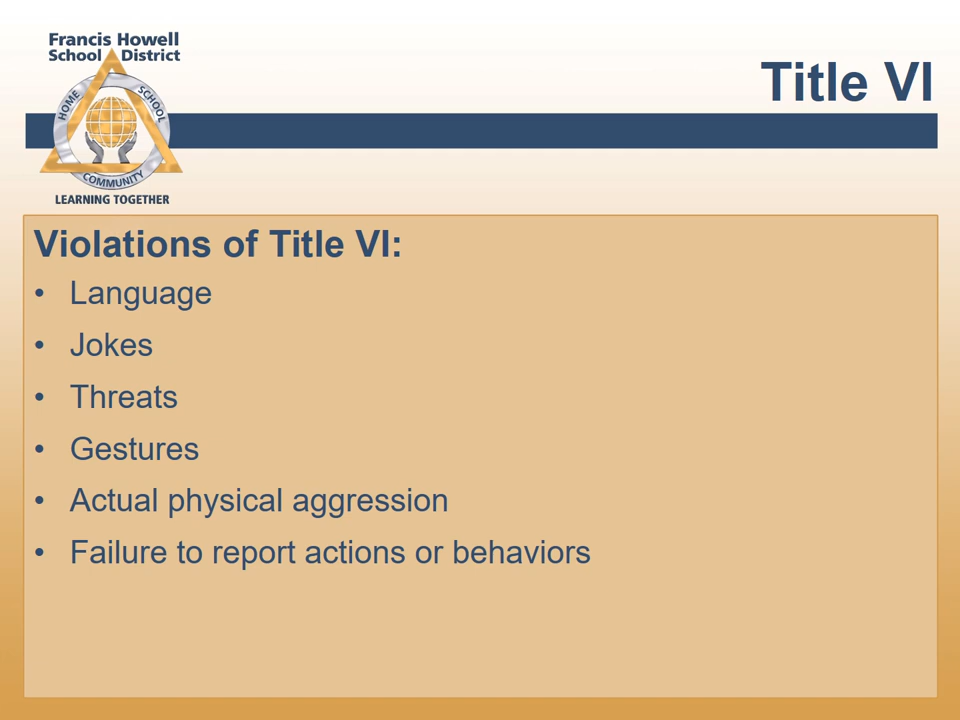 Francis Howell
School District
HOME
SCHOOL
COMMUNITY
LEARNING TOGETHER
Title VI
Violations of Title VI:
• Language
• Jokes
• Threats
• Gestures
• Actual physical aggression
• Failure to report actions or behaviors